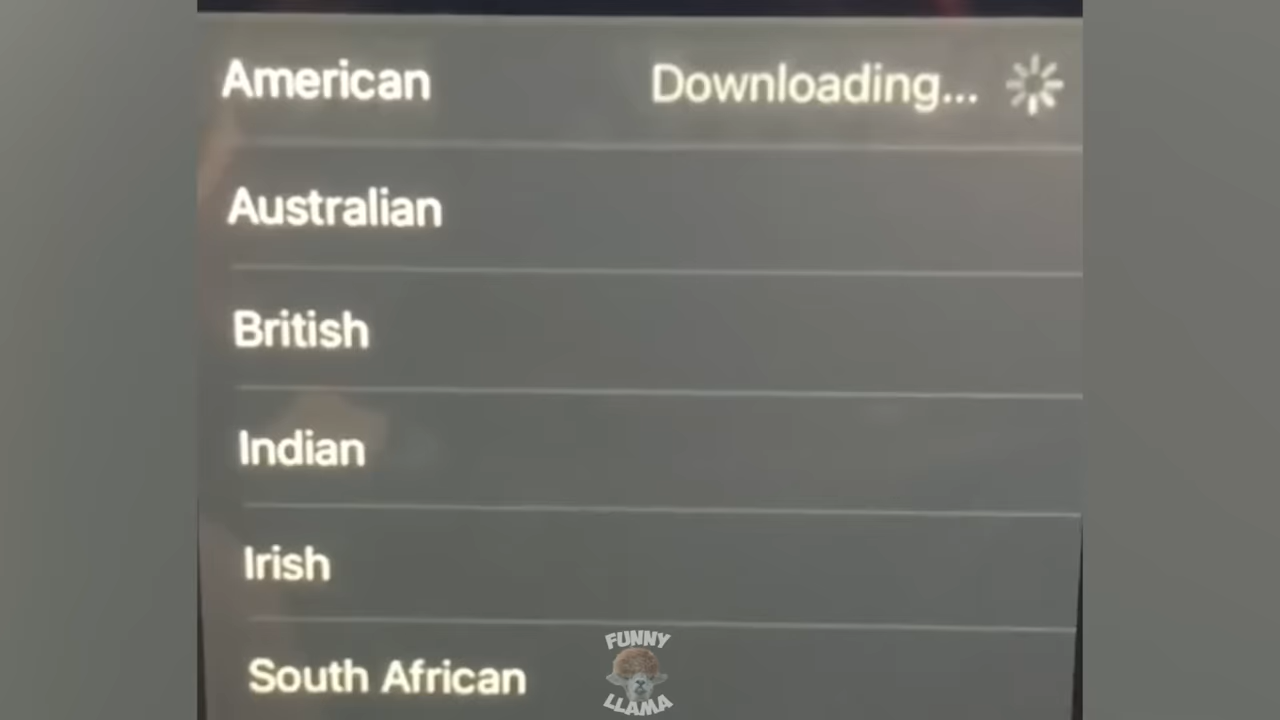 American Downloading...
Australian
British
Indian
Irish
South African
FUNNY
LLAMA